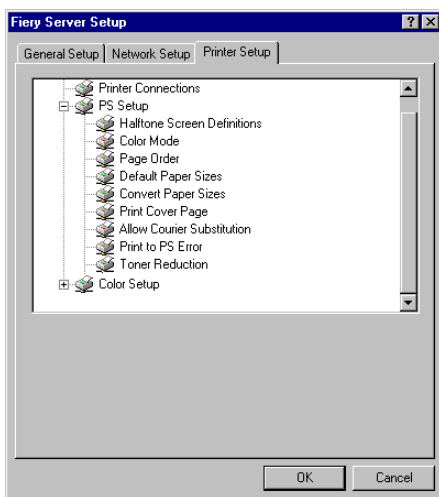 Fiery Server Setup
General Setup Network Setup Printer Setup
Printer Connections
PS Setup
Halftone Screen Definitions
Color Mode
Page Order
Default Paper Sizes
Convert Paper Sizes
Print Cover Page
Allow Courier Substitution
Print to PS Error
Toner Reduction
Color Setup
OK Cancel